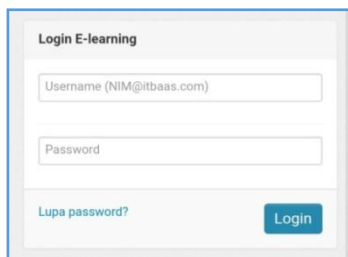 Login E-learning
Username (NIM@itbaas.com)
Password
Lupa password?
Login